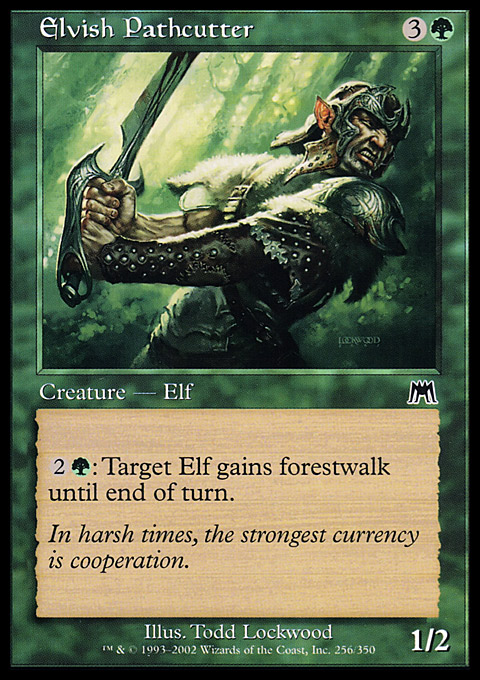 Elvish Pathcutter 3
LOCKWOOD
Creature — Elf
2 : Target Elf gains forestwalk
until end of turn.
In harsh times, the strongest currency
is cooperation.
Illus. Todd Lockwood
™ & © 1993-2002 Wizards of the Coast, Inc. 256/350
1/2